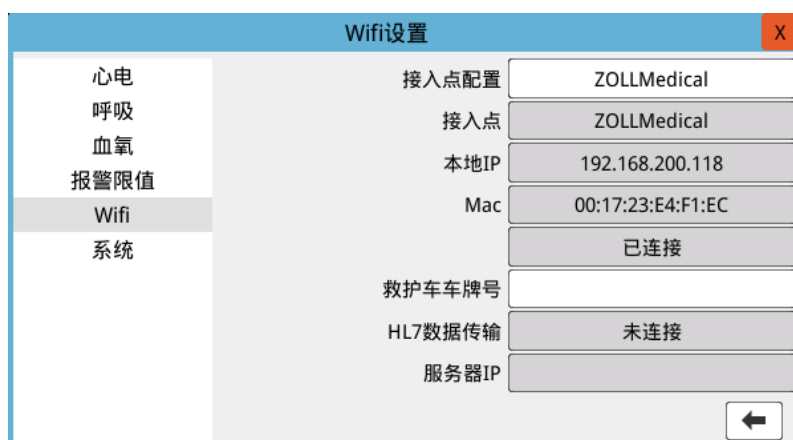 Wifi设置
X
心电
呼吸
血氧
报警限值
Wifi
系统
接入点配置 ZOLLMedical
接入点 ZOLLMedical
本地IP 192.168.200.118
Mac 00:17:23:E4:F1:EC
已连接
救护车车牌号
HL7数据传输 未连接
服务器IP